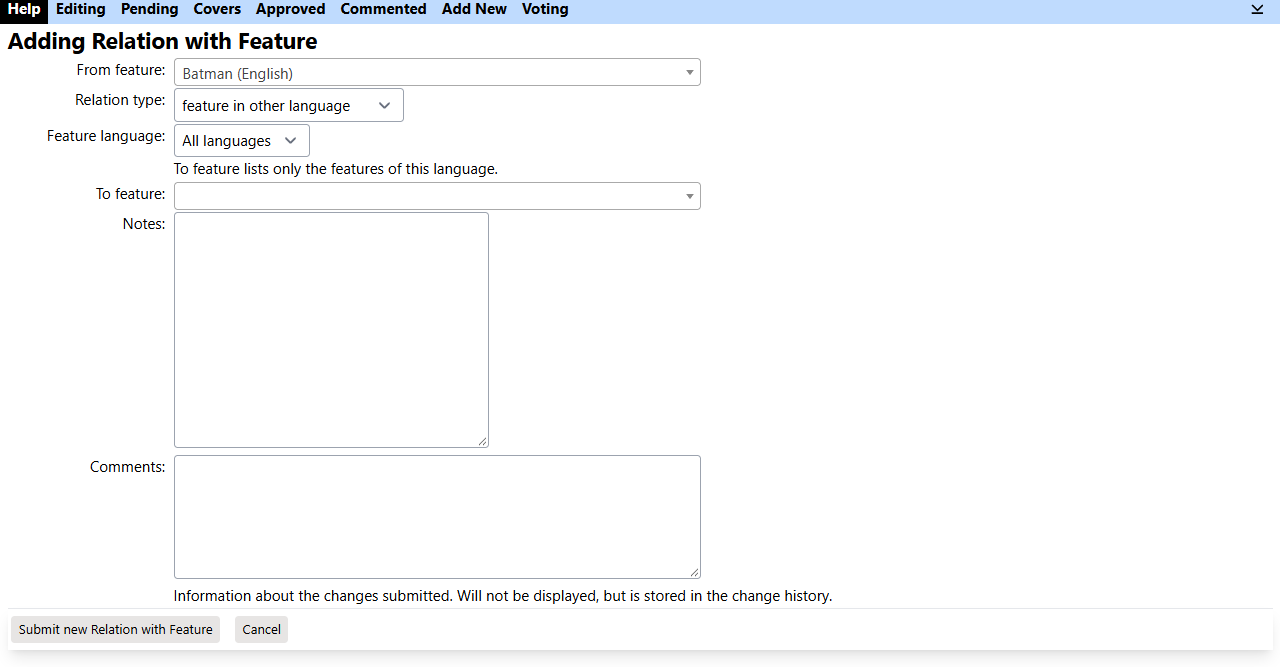 Help Editing Pending Covers Approved Commented Add New Voting
Adding Relation with Feature
From feature: Batman (English)
Relation type: feature in other language
Feature language: All languages
To feature lists only the features of this language.
To feature:
Notes:
Comments:
Information about the changes submitted. Will not be displayed, but is stored in the change history.
Submit new Relation with Feature Cancel